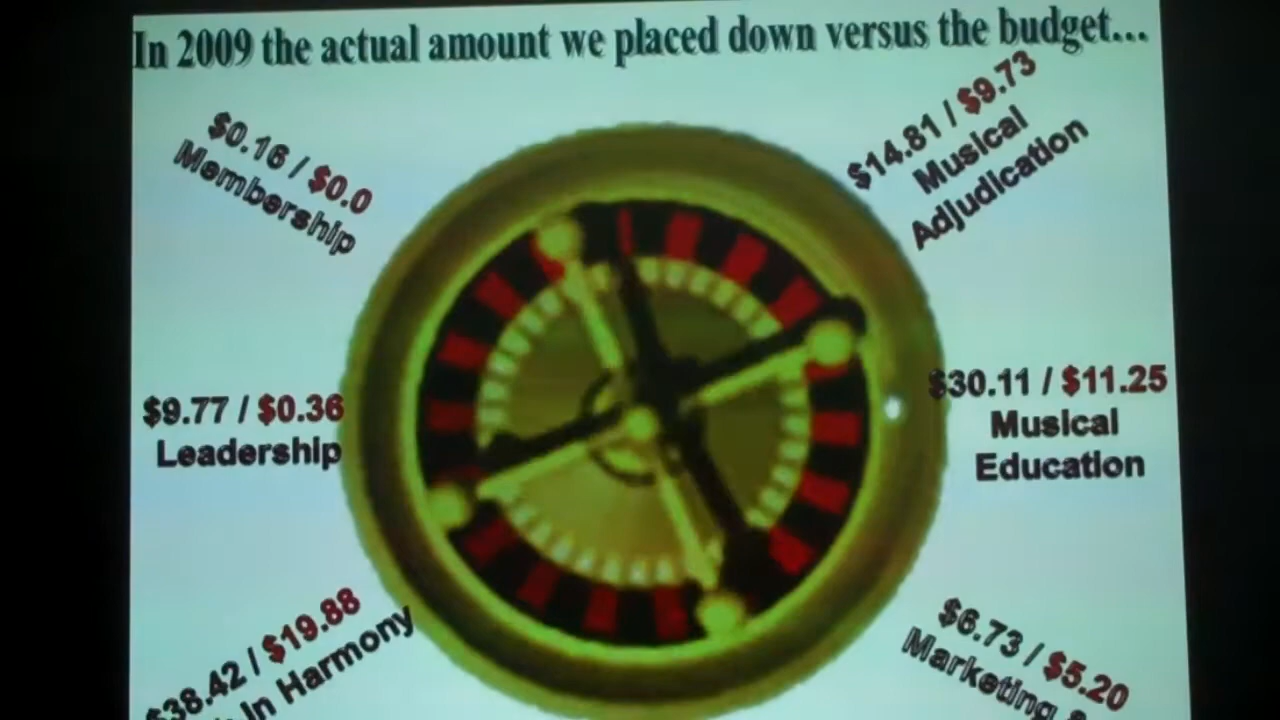 In 2009 the actual amount we placed down versus the budget...
$0.16 / $0.0
Membership
$14.81 / $9.73
Musical
Adjudication
$9.77 / $0.36
Leadership
$30.11 / $11.25
Musical
Education
$38.42 / $19.88
In Harmony
$6.73 / $5.20
Marketing &